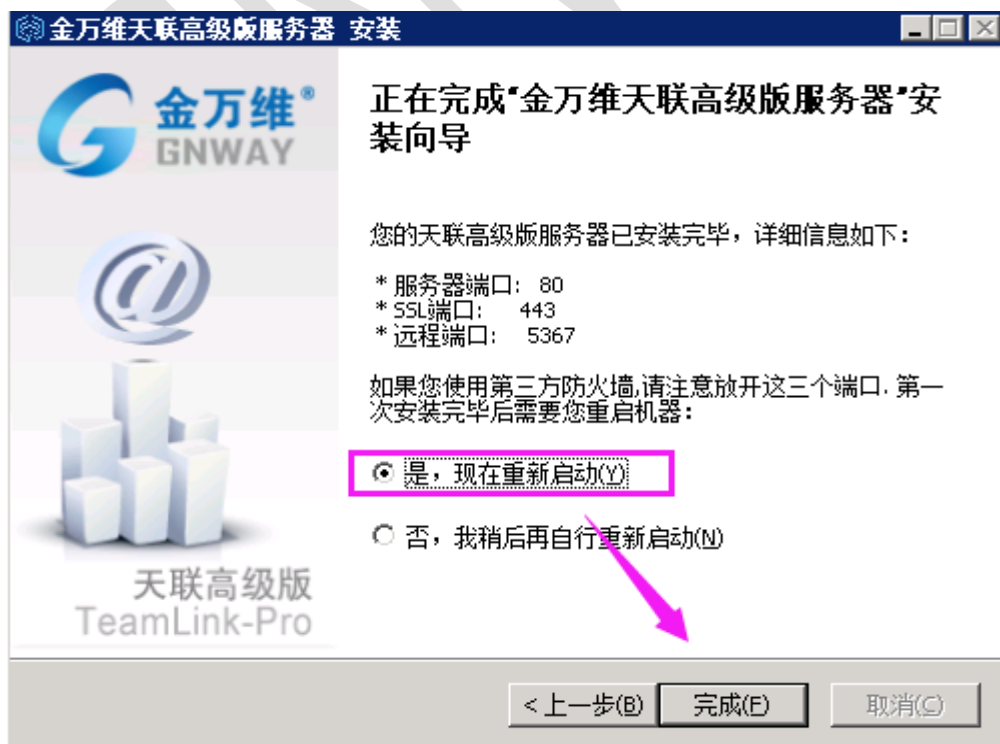 金万维天联高级版服务器 安装
金万维®
GNWAY
正在完成“金万维天联高级版服务器”安
装向导
您的天联高级版服务器已安装完毕，详细信息如下：
* 服务器端口: 80
* SSL端口: 443
* 远程端口: 5367
如果您使用第三方防火墙,请注意放开这三个端口. 第一
次安装完毕后需要您重启机器：
是，现在重新启动(Y)
否，我稍后再自行重新启动(N)
天联高级版
TeamLink-Pro
< 上一步(B) 完成(F) 取消(C)